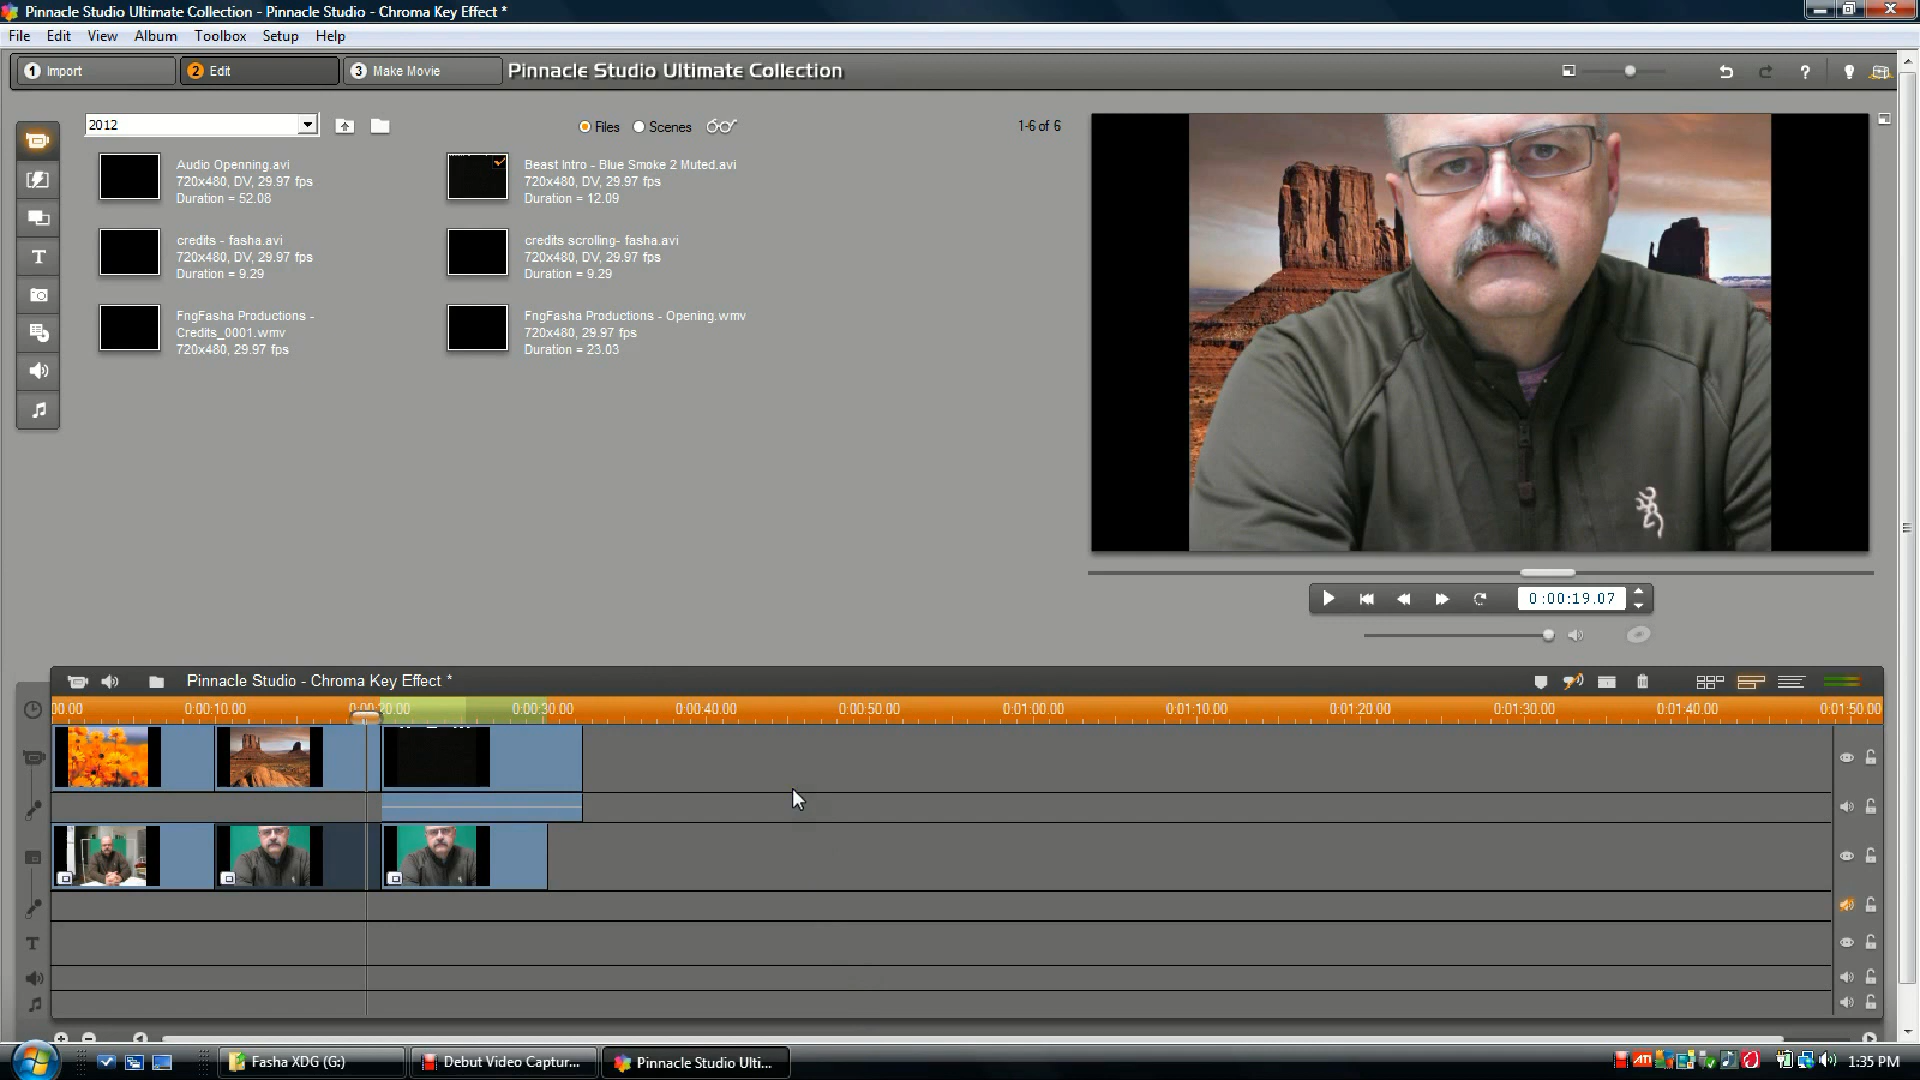 Pinnacle Studio Ultimate Collection - Pinnacle Studio - Chroma Key Effect *
File Edit View Album Toolbox Setup Help
1 Import 2 Edit 3 Make Movie Pinnacle Studio Ultimate Collection ?
2012 Files Scenes 1-6 of 6
Audio Openning.avi
720x480, DV, 29.97 fps
Duration = 52.08
Beast Intro - Blue Smoke 2 Muted.avi
720x480, DV, 29.97 fps
Duration = 12.09
credits - fasha.avi
720x480, DV, 29.97 fps
Duration = 9.29
credits scrolling- fasha.avi
720x480, DV, 29.97 fps
Duration = 9.29
FngFasha Productions -
Credits_0001.wmv
720x480, 29.97 fps
FngFasha Productions - Opening.wmv
720x480, 29.97 fps
Duration = 23.03
0:00:19.07
Pinnacle Studio - Chroma Key Effect *
00.00 0:00:10.00 0:00:20.00 0:00:30.00 0:00:40.00 0:00:50.00 0:01:00.00 0:01:10.00 0:01:20.00 0:01:30.00 0:01:40.00 0:01:50.00
T
T
Fasha XDG (G:) Debut Video Captur... Pinnacle Studio Ulti... ATI 1:35 PM